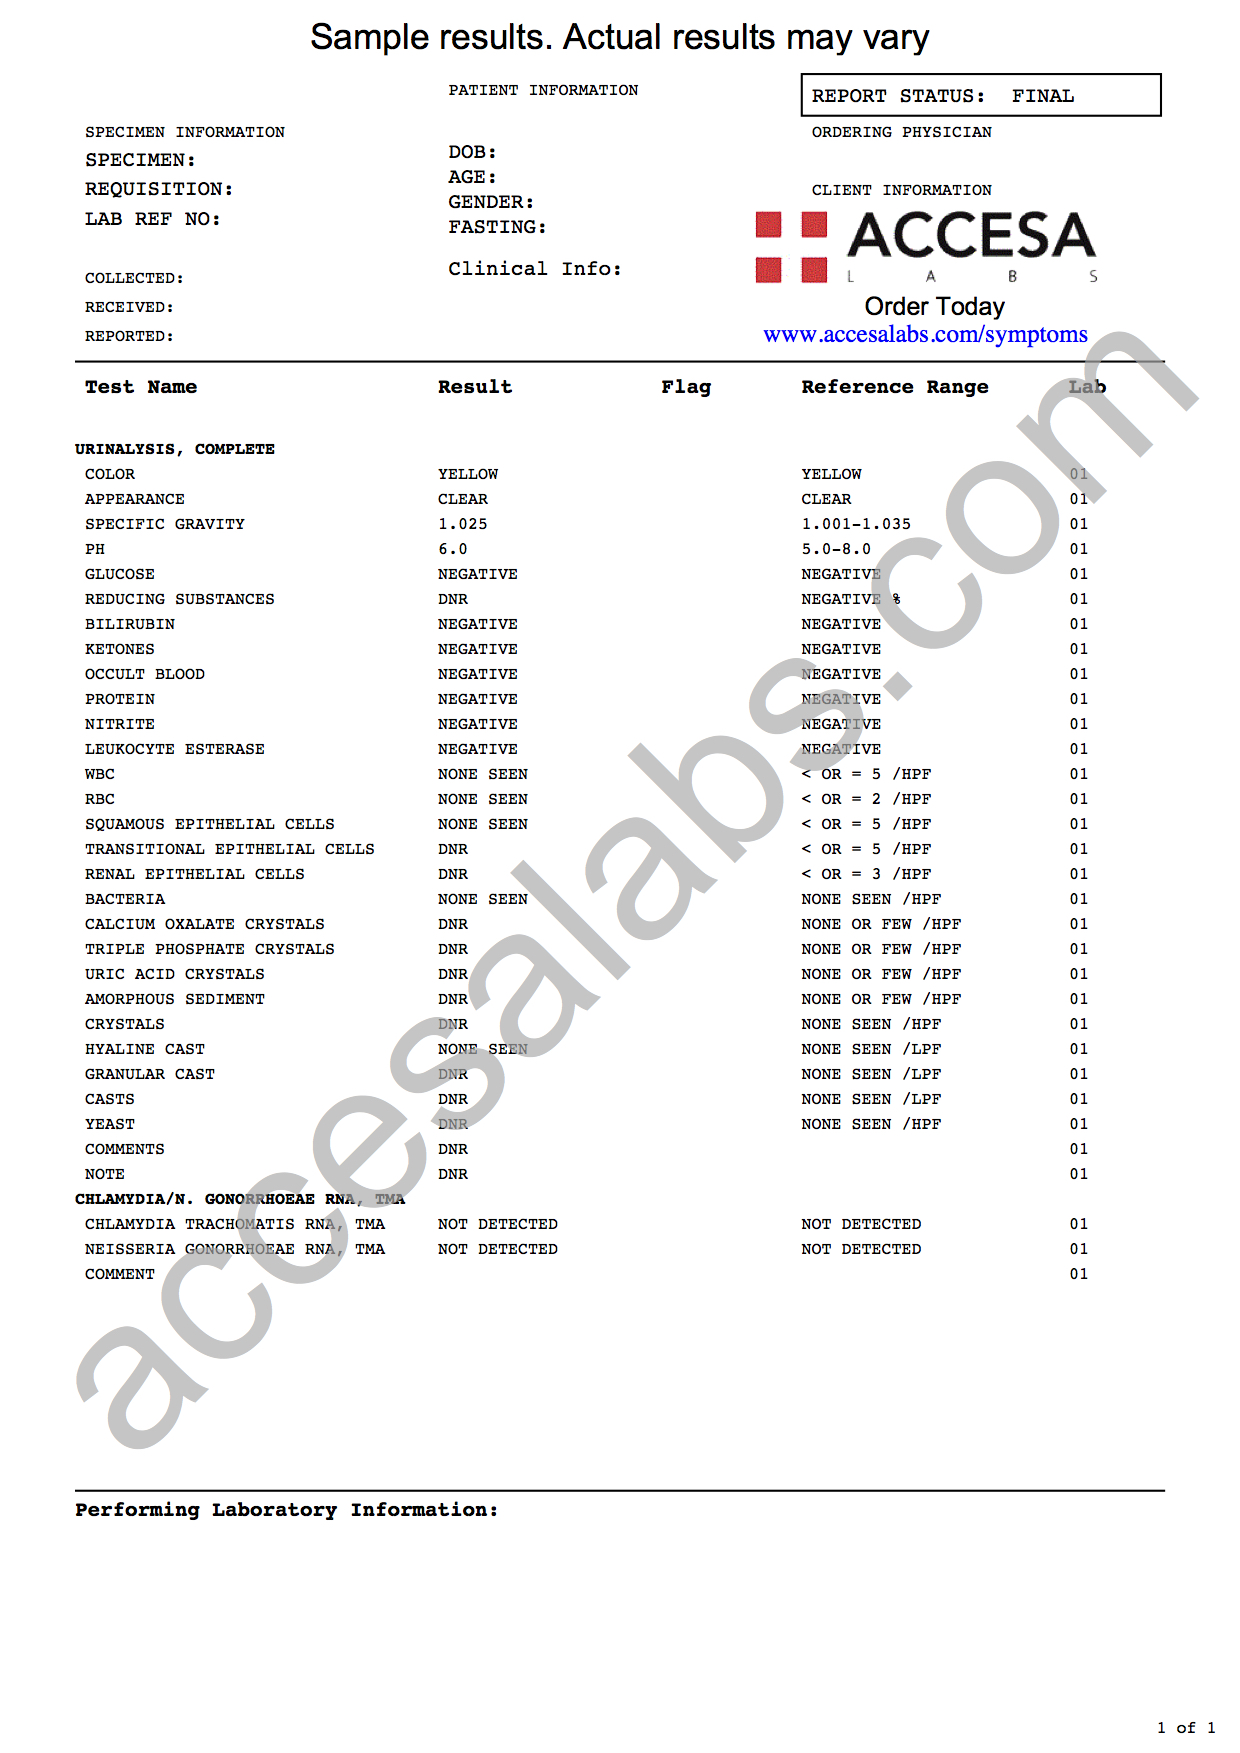 Sample results. Actual results may vary
PATIENT INFORMATION
REPORT STATUS: FINAL
SPECIMEN INFORMATION
SPECIMEN:
REQUISITION:
LAB REF NO:
COLLECTED:
RECEIVED:
REPORTED:
DOB:
AGE:
GENDER:
FASTING:
Clinical Info:
ORDERING PHYSICIAN
CLIENT INFORMATION
ACCESA
LABS
Order Today
www.accesalabs.com/symptoms
Test Name Result Flag Reference Range Lab
URINALYSIS, COMPLETE
COLOR YELLOW YELLOW 01
APPEARANCE CLEAR CLEAR 01
SPECIFIC GRAVITY 1.025 1.001-1.035 01
PH 6.0 5.0-8.0 01
GLUCOSE NEGATIVE NEGATIVE 01
REDUCING SUBSTANCES DNR NEGATIVE % 01
BILIRUBIN NEGATIVE NEGATIVE 01
KETONES NEGATIVE NEGATIVE 01
OCCULT BLOOD NEGATIVE NEGATIVE 01
PROTEIN NEGATIVE NEGATIVE 01
NITRITE NEGATIVE NEGATIVE 01
LEUKOCYTE ESTERASE NEGATIVE NEGATIVE 01
WBC NONE SEEN < OR = 5 /HPF 01
RBC NONE SEEN < OR = 2 /HPF 01
SQUAMOUS EPITHELIAL CELLS NONE SEEN < OR = 5 /HPF 01
TRANSITIONAL EPITHELIAL CELLS DNR < OR = 5 /HPF 01
RENAL EPITHELIAL CELLS DNR < OR = 3 /HPF 01
BACTERIA NONE SEEN NONE SEEN /HPF 01
CALCIUM OXALATE CRYSTALS DNR NONE OR FEW /HPF 01
TRIPLE PHOSPHATE CRYSTALS DNR NONE OR FEW /HPF 01
URIC ACID CRYSTALS DNR NONE OR FEW /HPF 01
AMORPHOUS SEDIMENT DNR NONE OR FEW /HPF 01
CRYSTALS DNR NONE SEEN /HPF 01
HYALINE CAST NONE SEEN NONE SEEN /LPF 01
GRANULAR CAST DNR NONE SEEN /LPF 01
CASTS DNR NONE SEEN /LPF 01
YEAST DNR NONE SEEN /HPF 01
COMMENTS DNR 01
NOTE DNR 01
CHLAMYDIA/N. GONORRHOEAE RNA, TMA
CHLAMYDIA TRACHOMATIS RNA, TMA NOT DETECTED NOT DETECTED 01
NEISSERIA GONORRHOEAE RNA, TMA NOT DETECTED NOT DETECTED 01
COMMENT 01
accesalabs.com
Performing Laboratory Information:
1 of 1